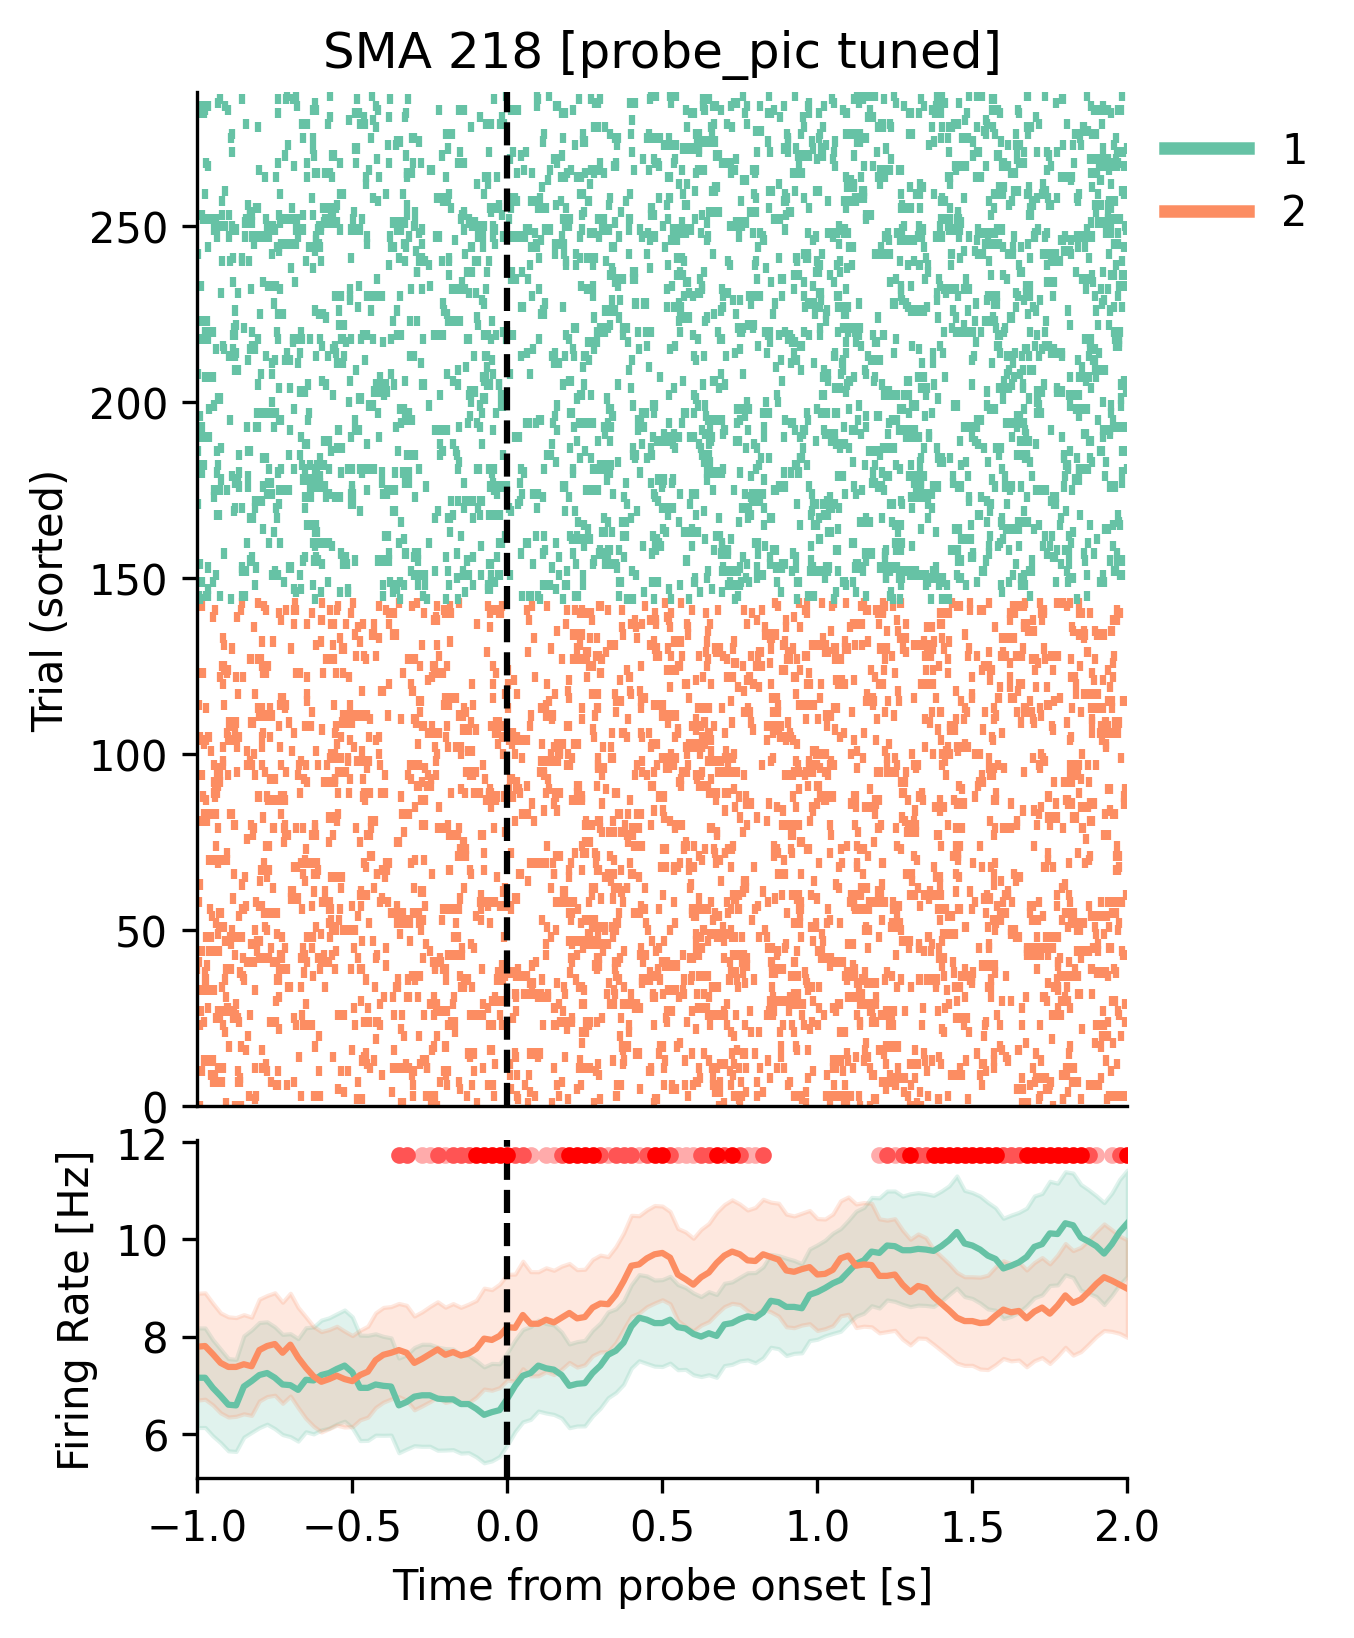 SMA 218 [probe_pic tuned]
1
2
Trial (sorted)
250
200
150
100
50
0
Firing Rate [Hz]
12
10
8
6
−1.0 −0.5 0.0 0.5 1.0 1.5 2.0
Time from probe onset [s]